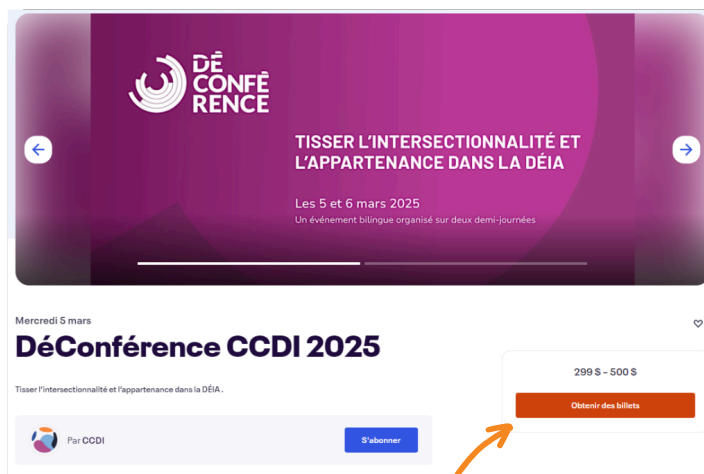 DÉ
CONFÉ
RENCE
TISSER L'INTERSECTIONNALITÉ ET
L'APPARTENANCE DANS LA DÉIA
Les 5 et 6 mars 2025
Un événement bilingue organisé sur deux demi-journées
Mercredi 5 mars
DéConférence CCDI 2025
299 $ – 500 $
Tisser l'intersectionnalité et l'appartenance dans la DÉIA .
Obtenir des billets
Par CCDI
S'abonner